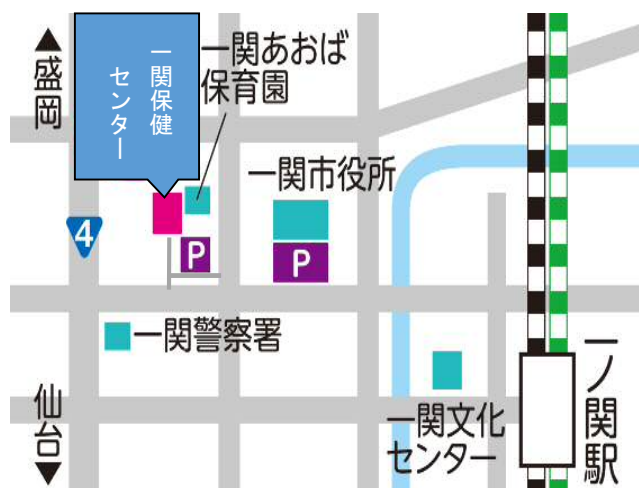 ▲盛岡
一関保健
センター
一関あおば
保育園
一関市役所
4
P
P
一関警察署
仙台▼
一関文化
センター
一ノ関駅